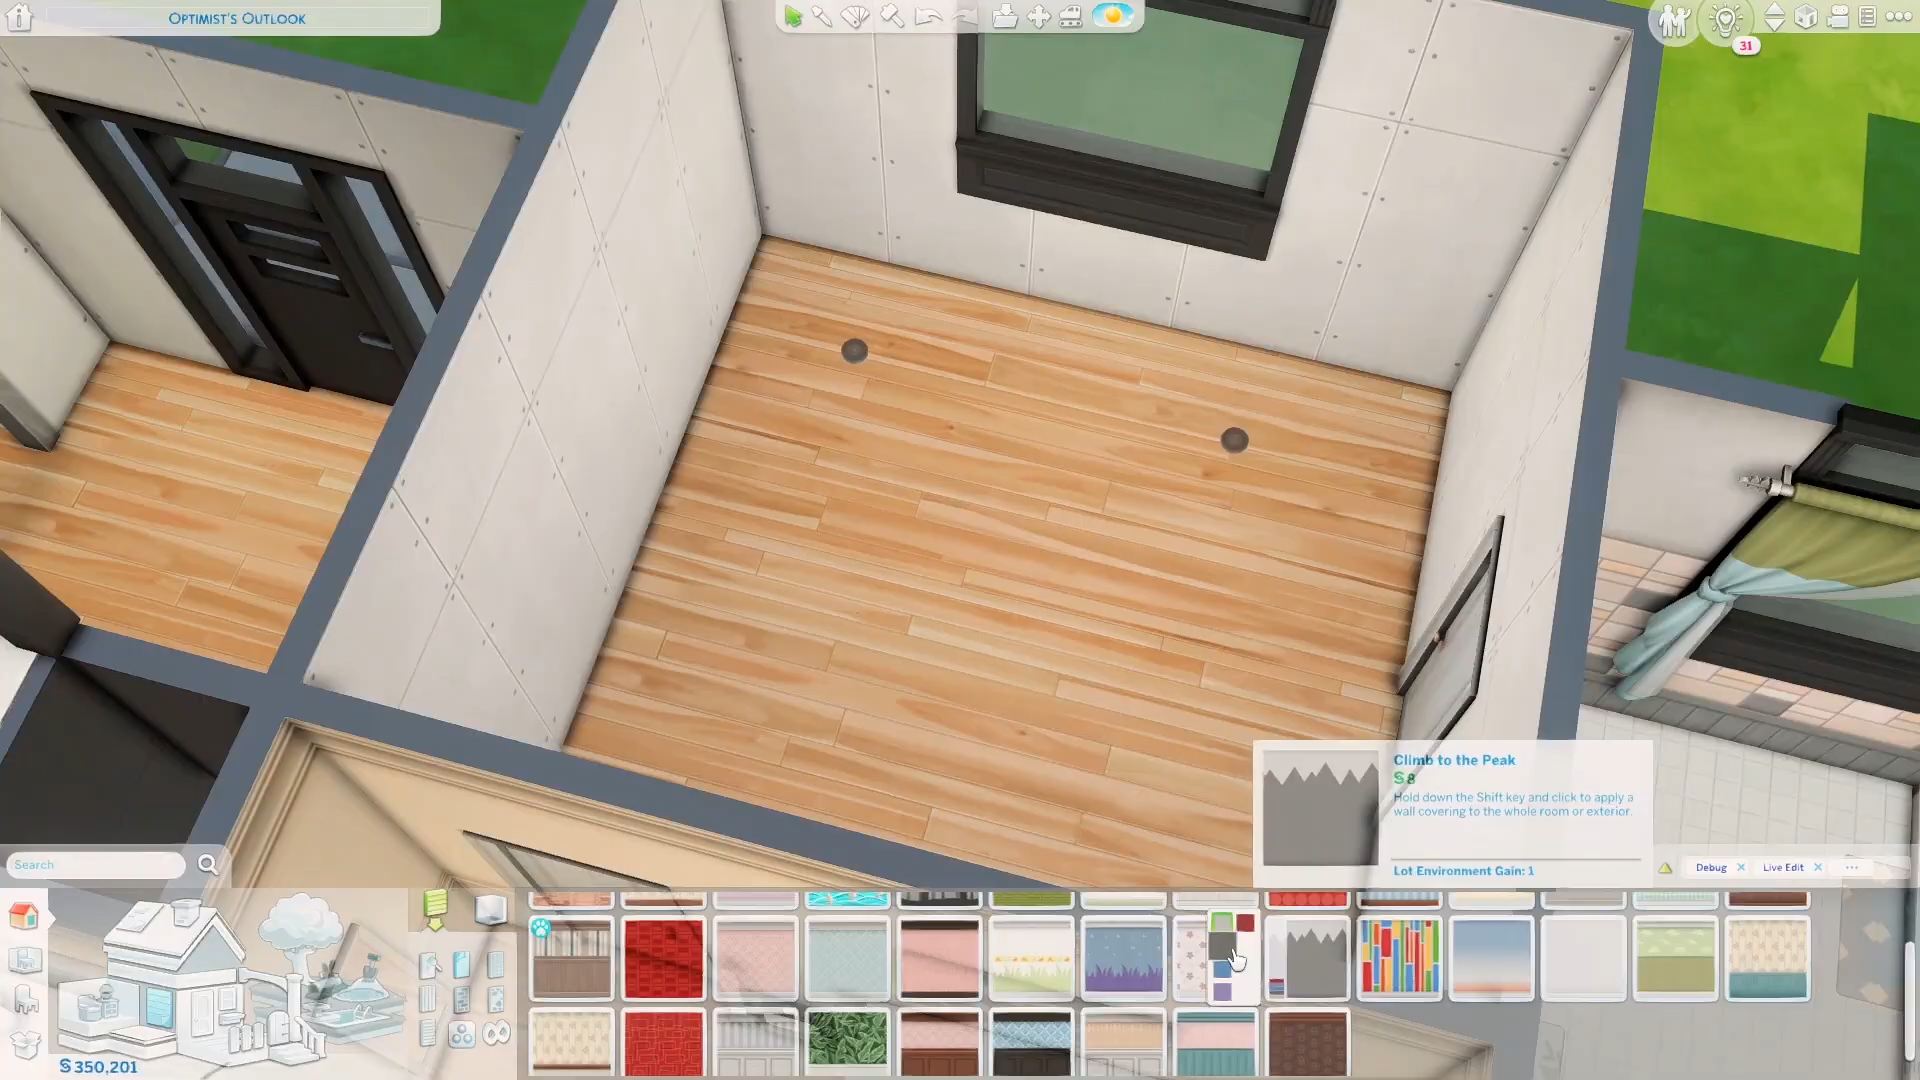 OPTIMIST'S OUTLOOK
31
Climb to the Peak
§8
Hold down the Shift key and click to apply a
wall covering to the whole room or exterior.
Lot Environment Gain: 1
Search
Debug
Live Edit
§350,201